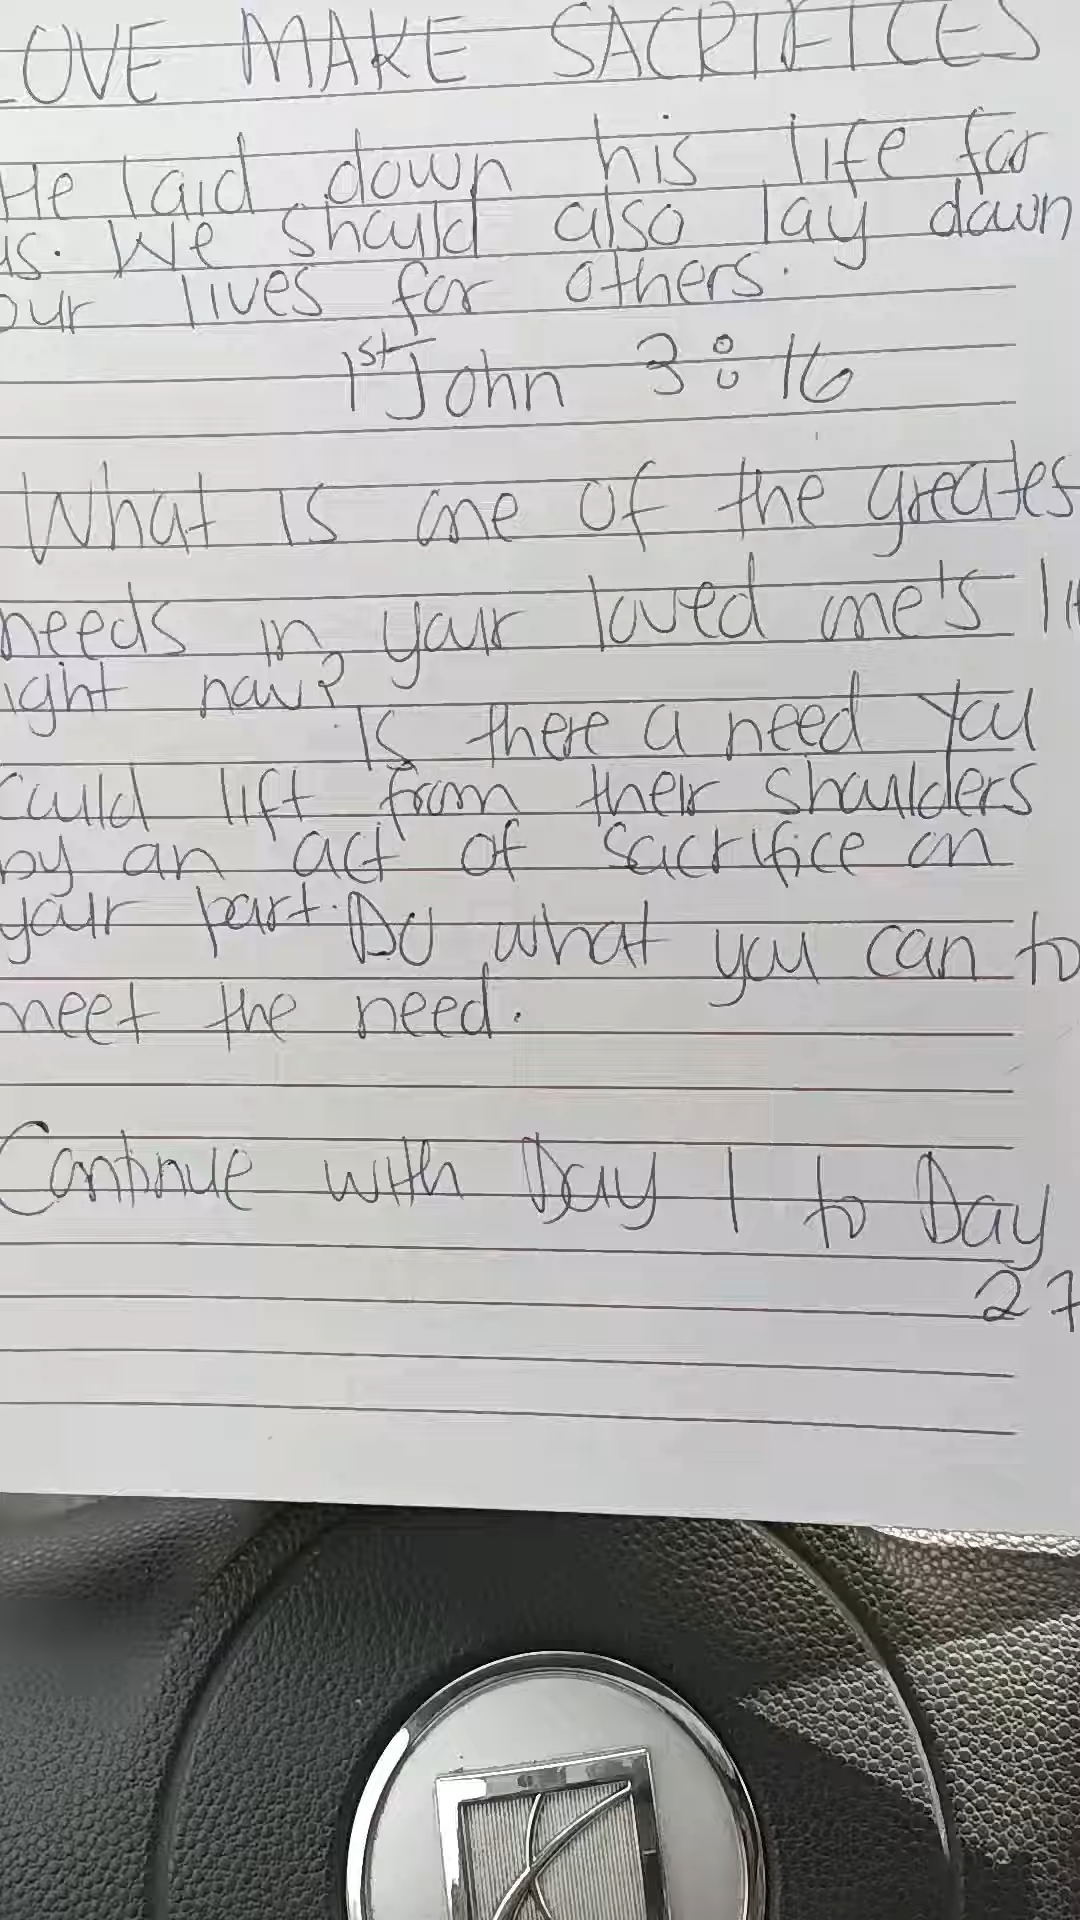 LOVE MAKE SACRIFICES
He laid down his life for
us. We should also lay down
our lives for others.
1st John 3:16
What is one of the greates
needs in your loved one's li
ight now?
Is there a need you
could lift from their shoulders
by an act of sacrifice on
your part. Do what you can to
meet the need.
Continue with Day 1 to Day
27